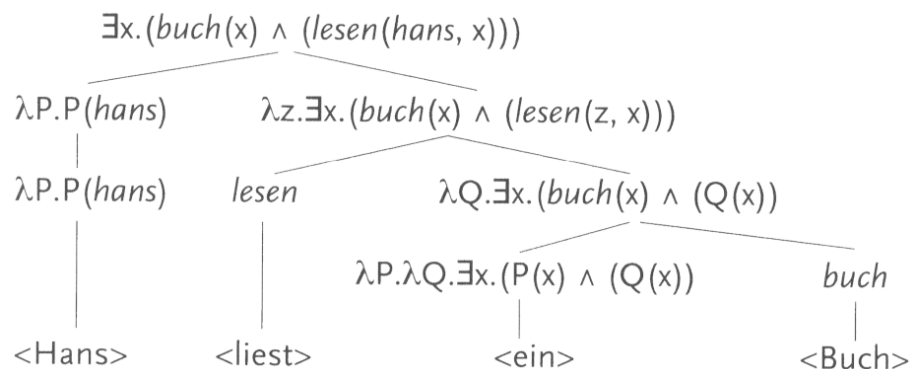 ∃x.(buch(x) ∧ (lesen(hans, x)))
λP.P(hans) λz.∃x.(buch(x) ∧ (lesen(z, x)))
λP.P(hans) lesen λQ.∃x.(buch(x) ∧ (Q(x))
λP.λQ.∃x.(P(x) ∧ (Q(x)) buch
<Hans> <liest> <ein> <Buch>